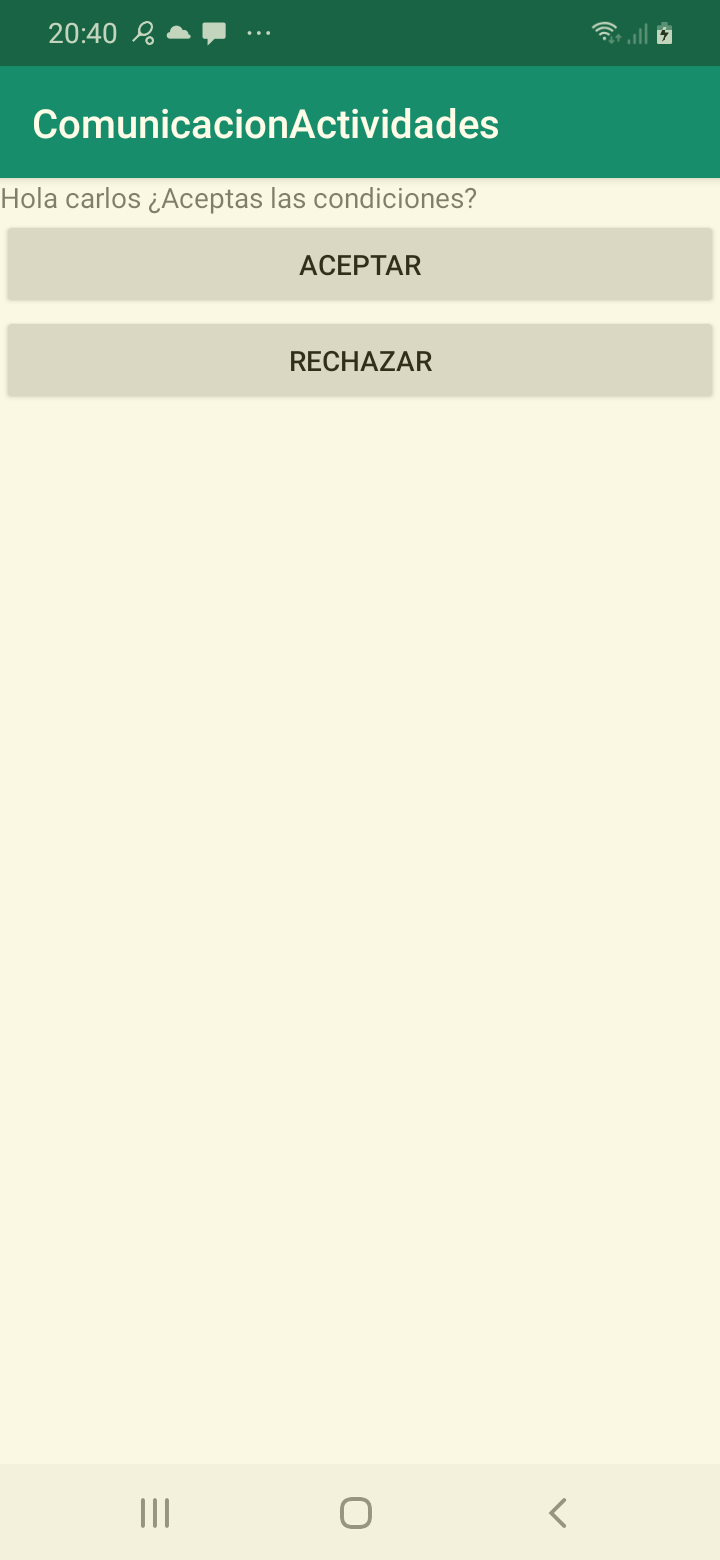 20:40
ComunicacionActividades
Hola carlos ¿Aceptas las condiciones?
ACEPTAR
RECHAZAR